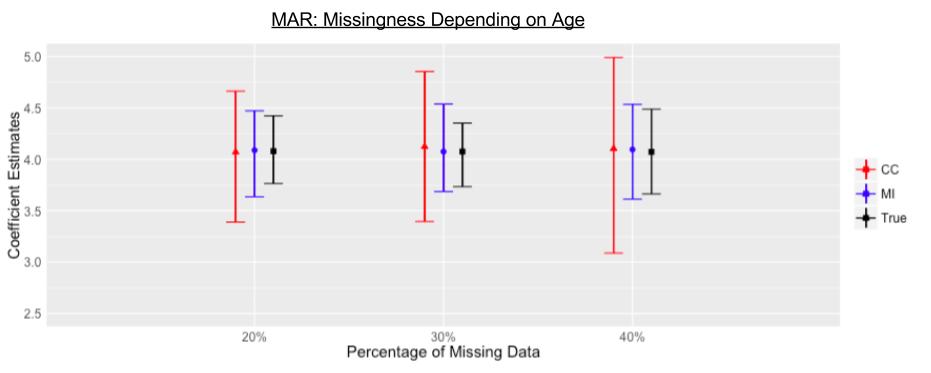 MAR: Missingness Depending on Age
5.0
4.5
4.0
3.5
3.0
2.5
Coefficient Estimates
20%
30%
40%
Percentage of Missing Data
CC
MI
True